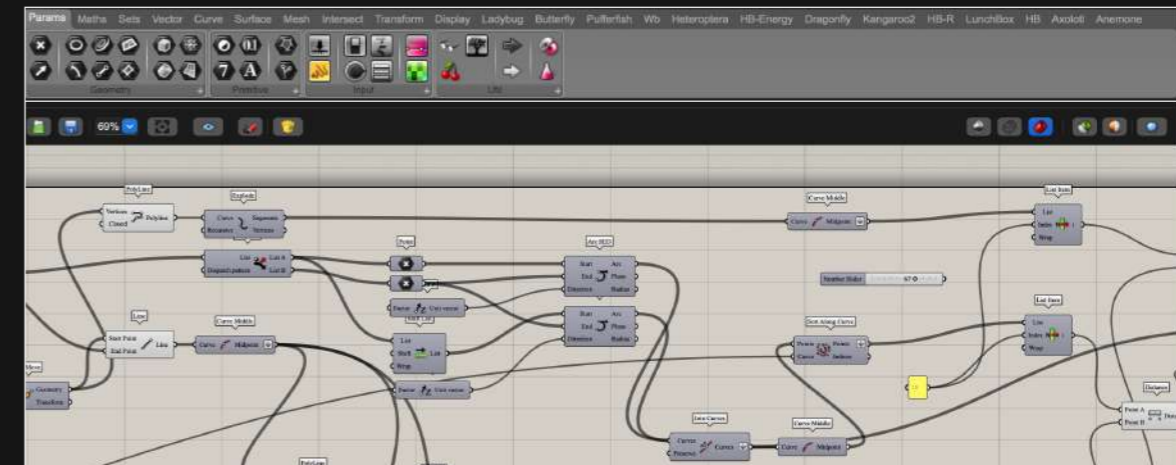 Params Maths Sets Vector Curve Surface Mesh Intersect Transform Display Ladybug Butterfly Pufferfish Wb Heteroptera HB-Energy Dragonfly Kangaroo2 HB-R LunchBox HB Axololi Anemone
Geometry Primitive Input Util
69%
PolyLine
Explode
Curve Middle
List Item
Vertices
Closed
Polyline
Curve
Recursive
Segments
Vertices
Curve
Midpoint
List
Index
Wrap
i
Point
Arc SED
List
Dispatch pattern
List A
List B
Start
End
Direction
Arc
Plane
Radius
Number Slider
67
Factor
Unit vector
List Item
Line
Curve Middle
Start Point
End Point
Line
Curve
Midpoint
Shift List
List
Shift
Wrap
List
Start
End
Direction
Arc
Plane
Radius
Sort Along Curve
Points
Curve
Points
Indices
List
Index
Wrap
i
Move
Geometry
Transform
Factor
Unit vector
Distance
Point A
Point B
Join Curves
Curve Middle
Curves
Preserve
Curves
Curve
Midpoint
PolyLine